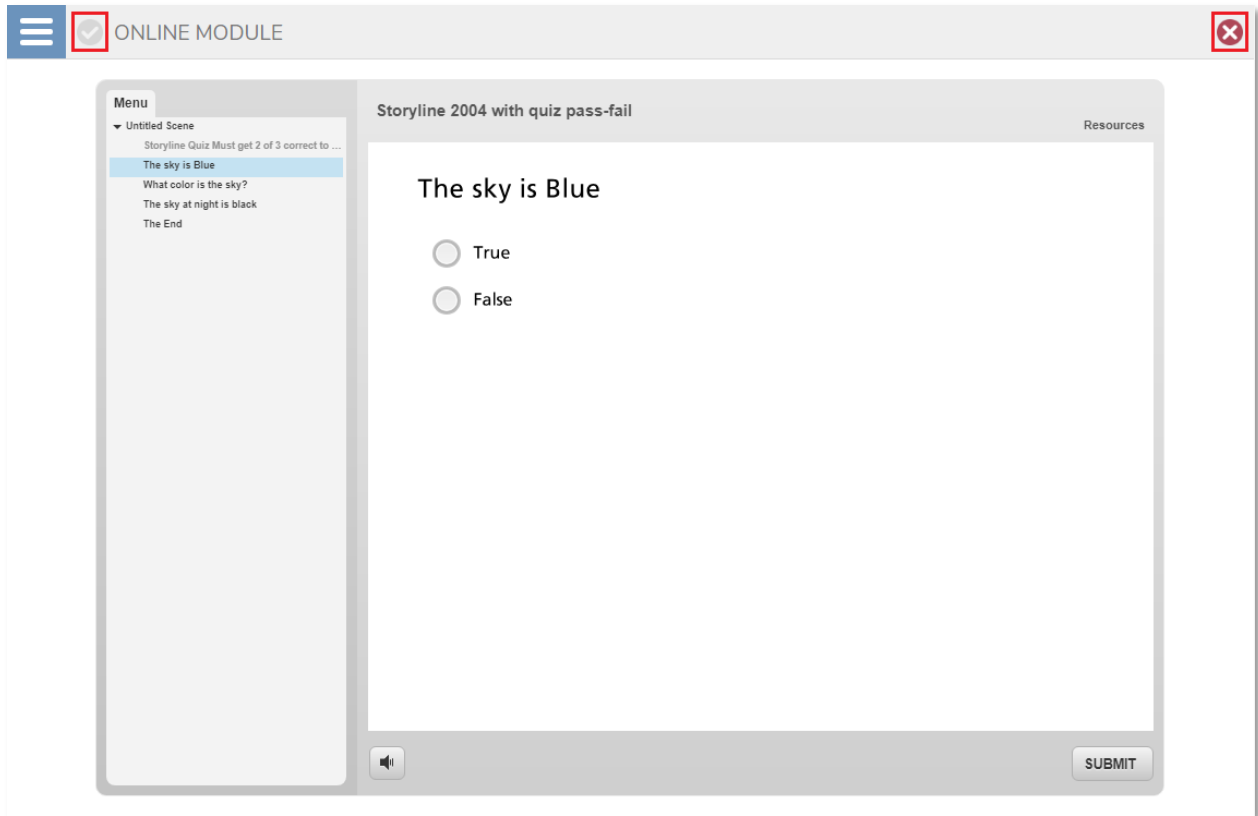 ONLINE MODULE
Menu
Untitled Scene
Storyline Quiz Must get 2 of 3 correct to ...
The sky is Blue
What color is the sky?
The sky at night is black
The End
Storyline 2004 with quiz pass-fail
Resources
The sky is Blue
True
False
SUBMIT